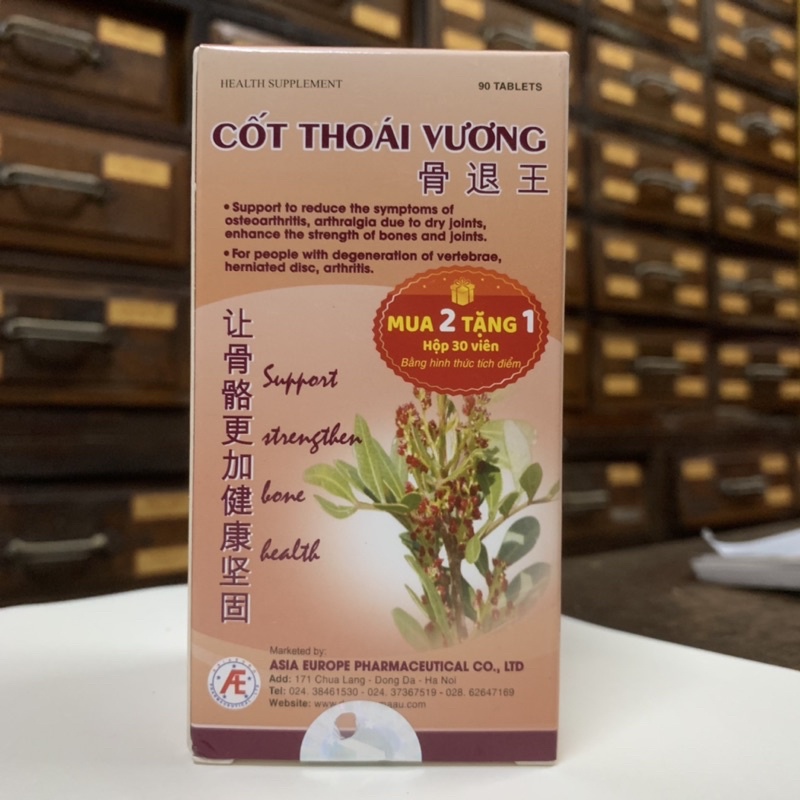 HEALTH SUPPLEMENT
90 TABLETS
CỐT THOÁI VƯƠNG
骨退王
• Support to reduce the symptoms of
osteoarthritis, arthralgia due to dry joints,
enhance the strength of bones and joints.
• For people with degeneration of vertebrae,
herniated disc, arthritis.
MUA 2 TẶNG 1
Hộp 30 viên
Bằng hình thức tích điểm
让骨骼更加健康坚固
Support
strengthen
bone
health
Marketed by:
ASIA EUROPE PHARMACEUTICAL CO., LTD
Add: 171 Chua Lang - Dong Da - Ha Noi
Tel: 024. 38461530 - 024. 37367519 - 028. 62647169
Website: www.
AE